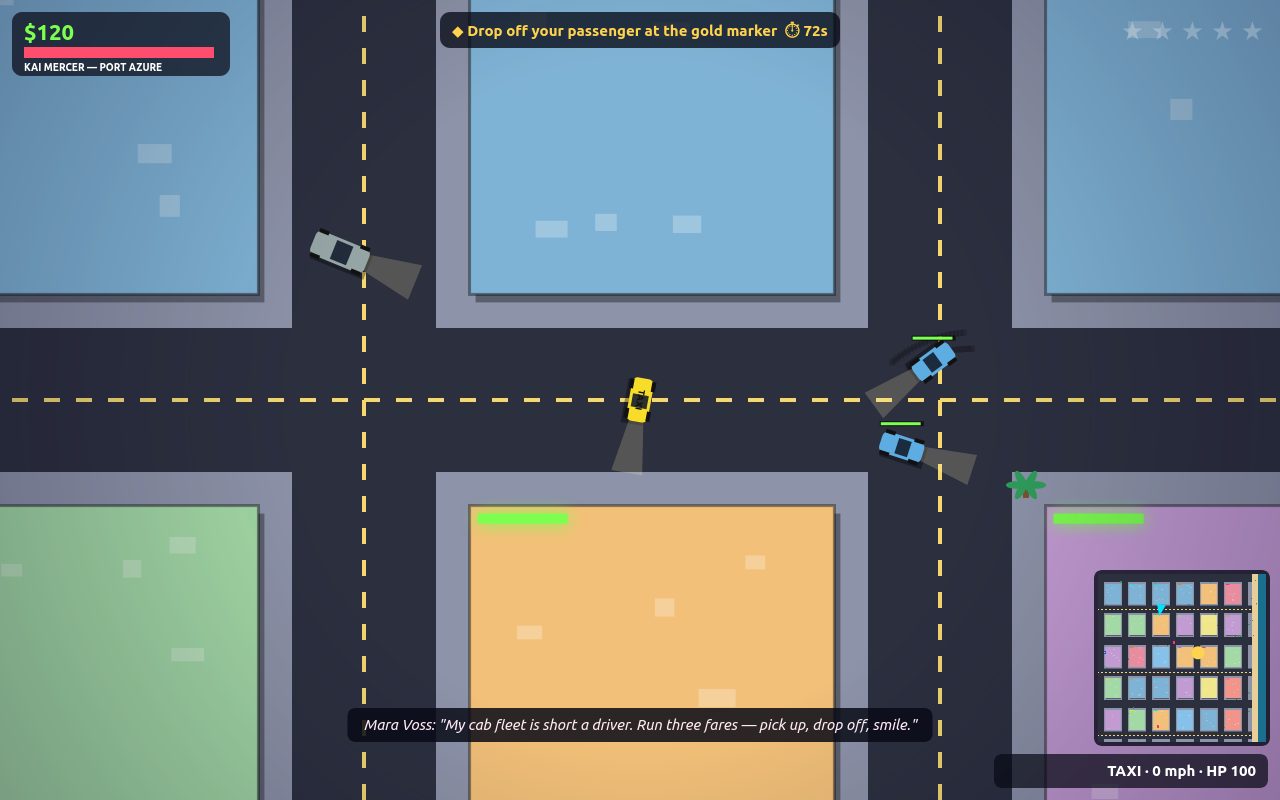 $120
KAI MERCER — PORT AZURE
◆ Drop off your passenger at the gold marker ⏱ 72s
★ ★ ★ ★ ★
Mara Voss: "My cab fleet is short a driver. Run three fares — pick up, drop off, smile."
TAXI · 0 mph · HP 100